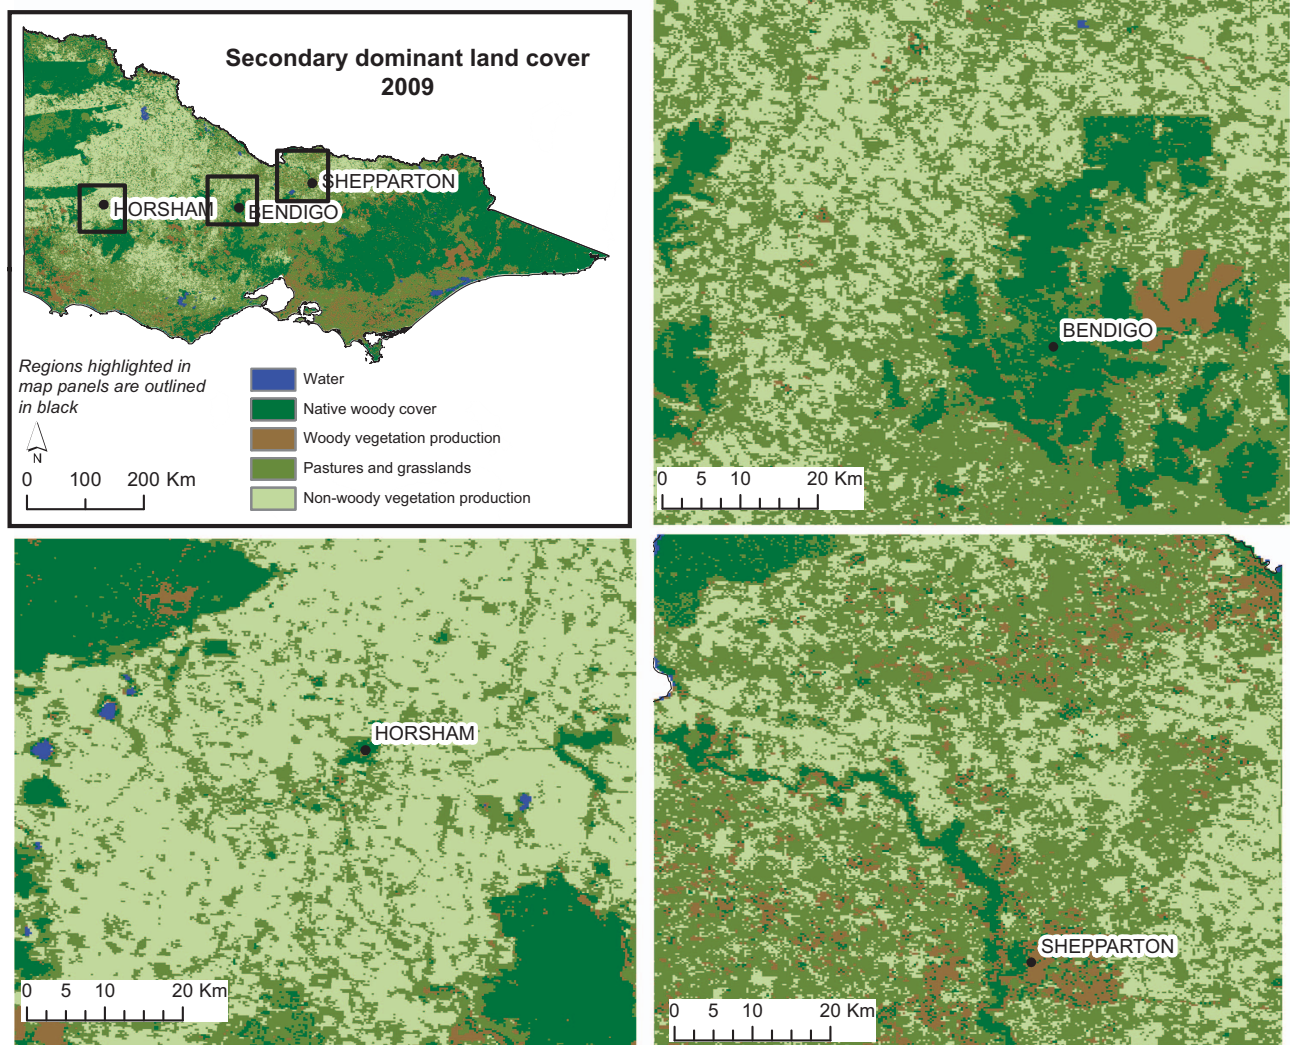 Secondary dominant land cover
2009
SHEPPARTON
HORSHAM
BENDIGO
Regions highlighted in
map panels are outlined
in black
N
0 100 200 Km
Water
Native woody cover
Woody vegetation production
Pastures and grasslands
Non-woody vegetation production
BENDIGO
0 5 10 20 Km
HORSHAM
0 5 10 20 Km
SHEPPARTON
0 5 10 20 Km